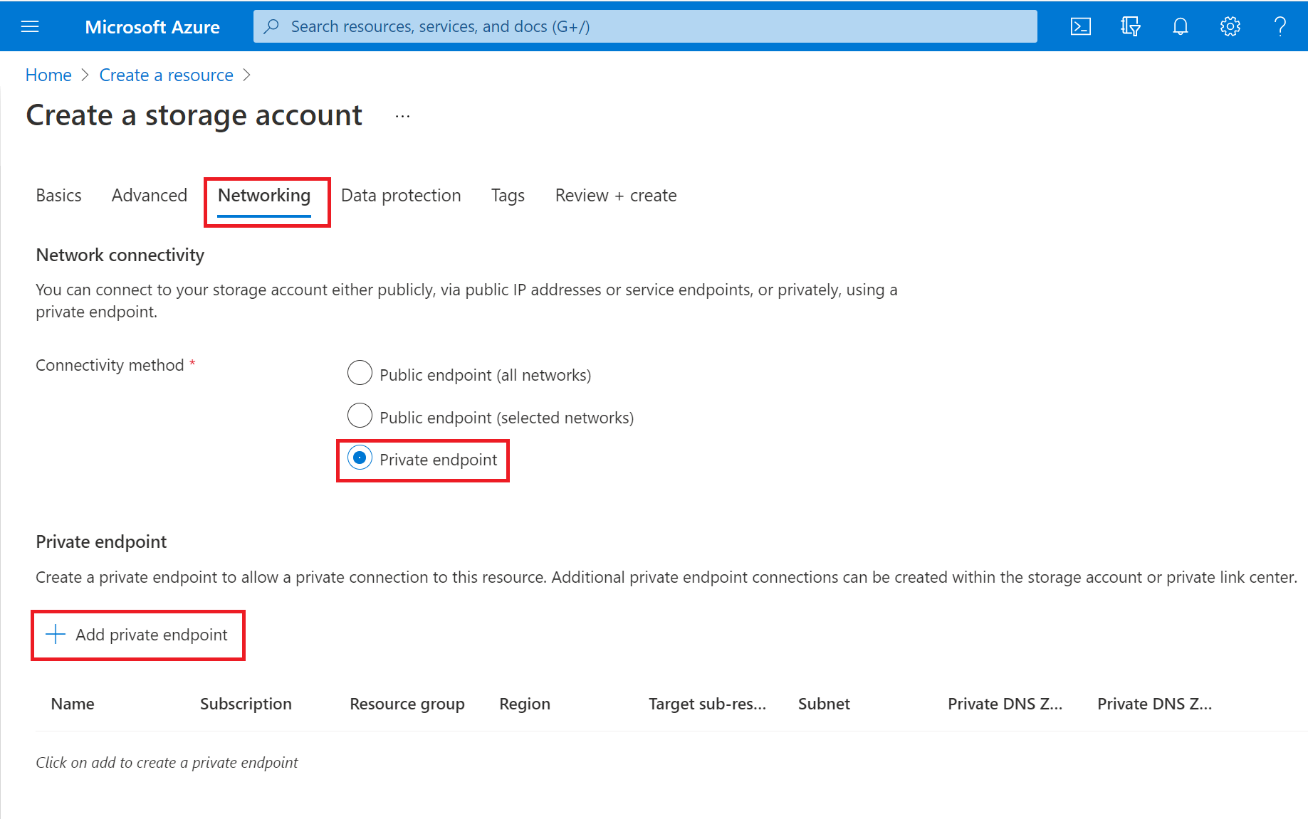 Microsoft Azure
Search resources, services, and docs (G+/)
Home > Create a resource >
Create a storage account ...
Basics Advanced Networking Data protection Tags Review + create
Network connectivity
You can connect to your storage account either publicly, via public IP addresses or service endpoints, or privately, using a
private endpoint.
Connectivity method *
Public endpoint (all networks)
Public endpoint (selected networks)
Private endpoint
Private endpoint
Create a private endpoint to allow a private connection to this resource. Additional private endpoint connections can be created within the storage account or private link center.
+ Add private endpoint
Name Subscription Resource group Region Target sub-res... Subnet Private DNS Z... Private DNS Z...
Click on add to create a private endpoint